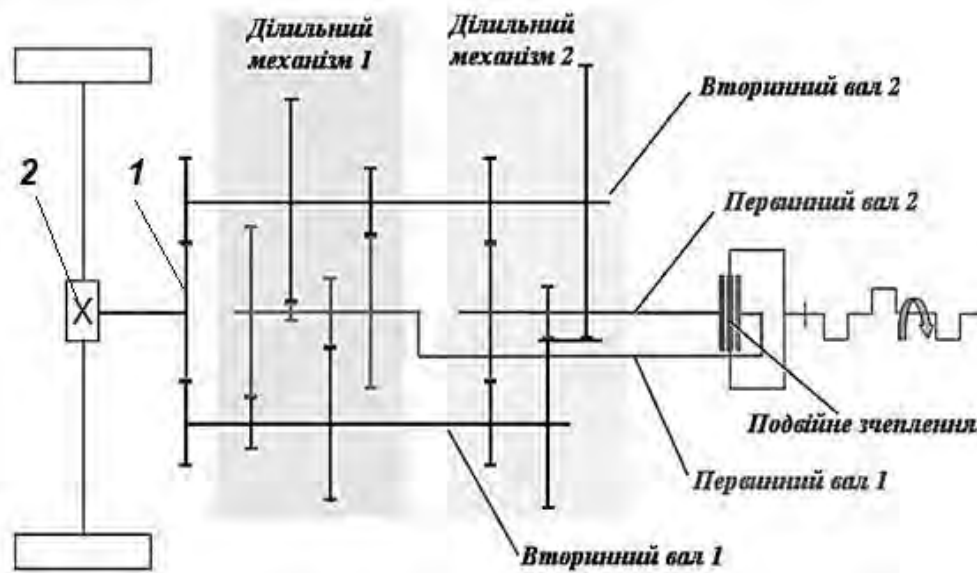 Ділильний
механізм 1
Ділильний
механізм 2
Вторинний вал 2
2
1
Первинний вал 2
Подвійне зчеплення
Первинний вал 1
Вторинний вал 1